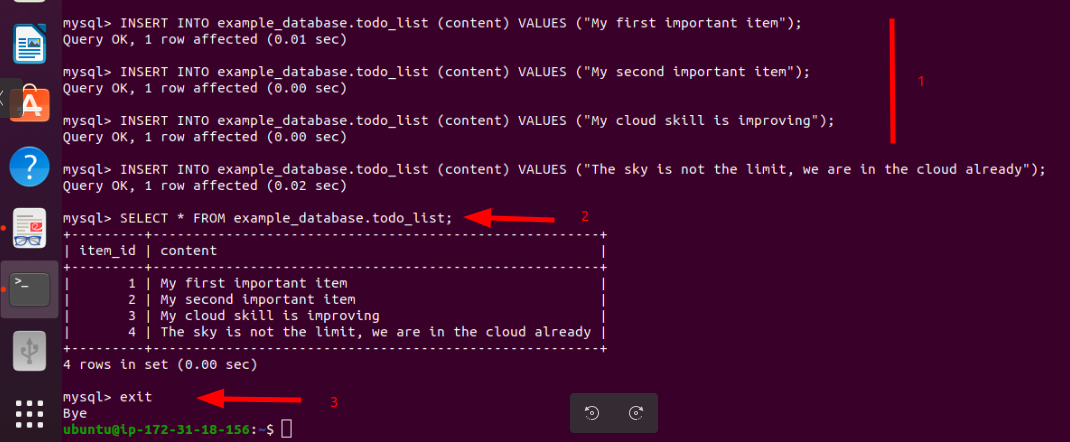 mysql> INSERT INTO example_database.todo_list (content) VALUES ("My first important item");
Query OK, 1 row affected (0.01 sec)
1
mysql> INSERT INTO example_database.todo_list (content) VALUES ("My second important item");
Query OK, 1 row affected (0.00 sec)
mysql> INSERT INTO example_database.todo_list (content) VALUES ("My cloud skill is improving");
Query OK, 1 row affected (0.00 sec)
mysql> INSERT INTO example_database.todo_list (content) VALUES ("The sky is not the limit, we are in the cloud already");
Query OK, 1 row affected (0.02 sec)
mysql> SELECT * FROM example_database.todo_list;
2
+---------+-------------------------------------------------------+
| item_id | content                                               |
+---------+-------------------------------------------------------+
|       1 | My first important item                               |
|       2 | My second important item                              |
|       3 | My cloud skill is improving                           |
|       4 | The sky is not the limit, we are in the cloud already |
+---------+-------------------------------------------------------+
4 rows in set (0.00 sec)
mysql> exit
3
Bye
ubuntu@ip-172-31-18-156:~$